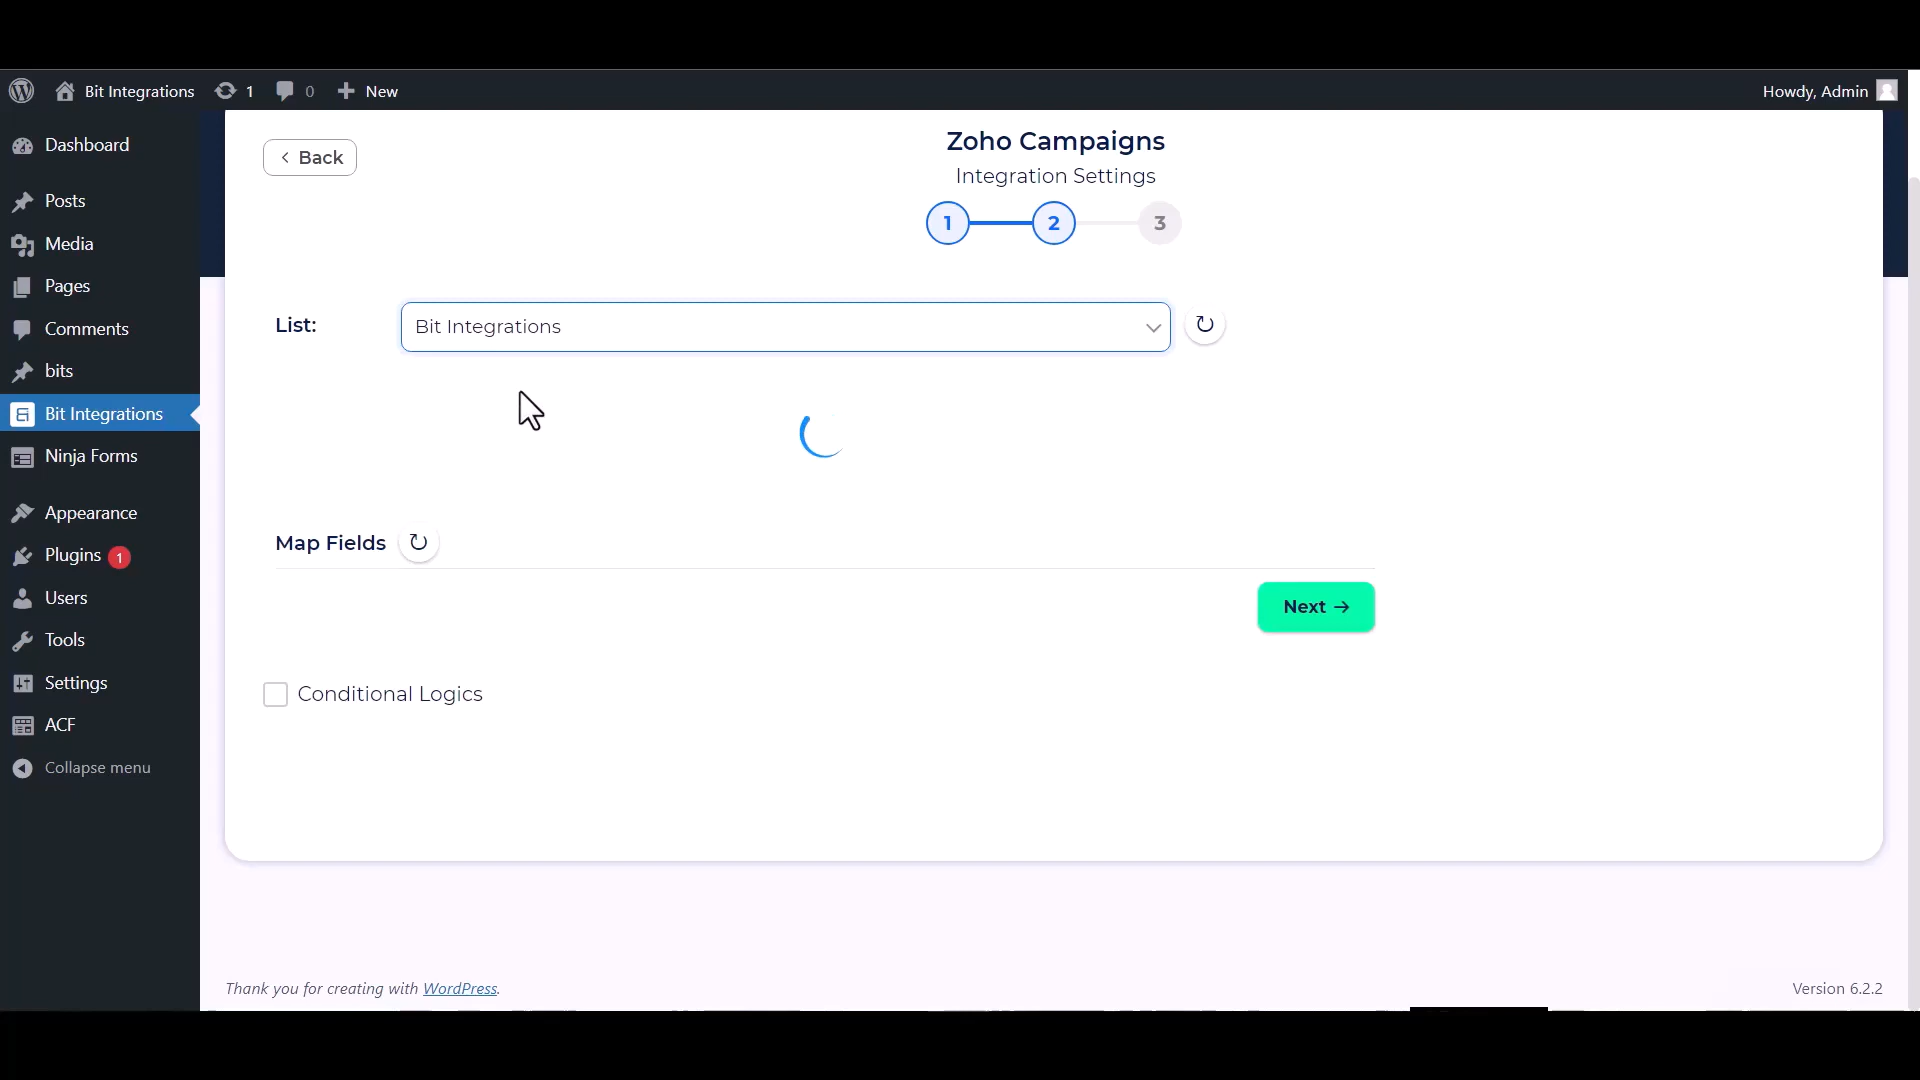 Bit Integrations 1 0 New Howdy, Admin
Dashboard
Posts
Media
Pages
Comments
bits
Bit Integrations
Ninja Forms
Appearance
Plugins 1
Users
Tools
Settings
ACF
Collapse menu
Back
Zoho Campaigns
Integration Settings
1 2 3
List: Bit Integrations
Map Fields
Next →
Conditional Logics
Thank you for creating with WordPress.
Version 6.2.2